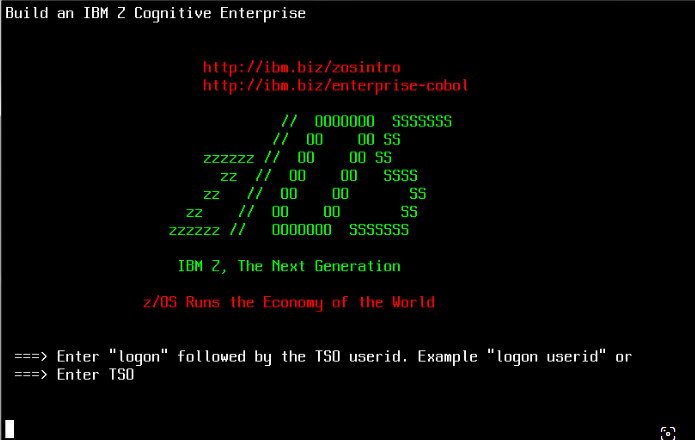 Build an IBM Z Cognitive Enterprise
http://ibm.biz/zosintro
http://ibm.biz/enterprise-cobol
// OOOOOOO SSSSSSS
// OO OO SS
zzzzzz // OO OO SS
zz // OO OO SSSS
zz // OO OO SS
zz // OO OO SS
zzzzzz // OOOOOOO SSSSSSS
IBM Z, The Next Generation
z/OS Runs the Economy of the World
===> Enter "logon" followed by the TSO userid. Example "logon userid" or
===> Enter TSO